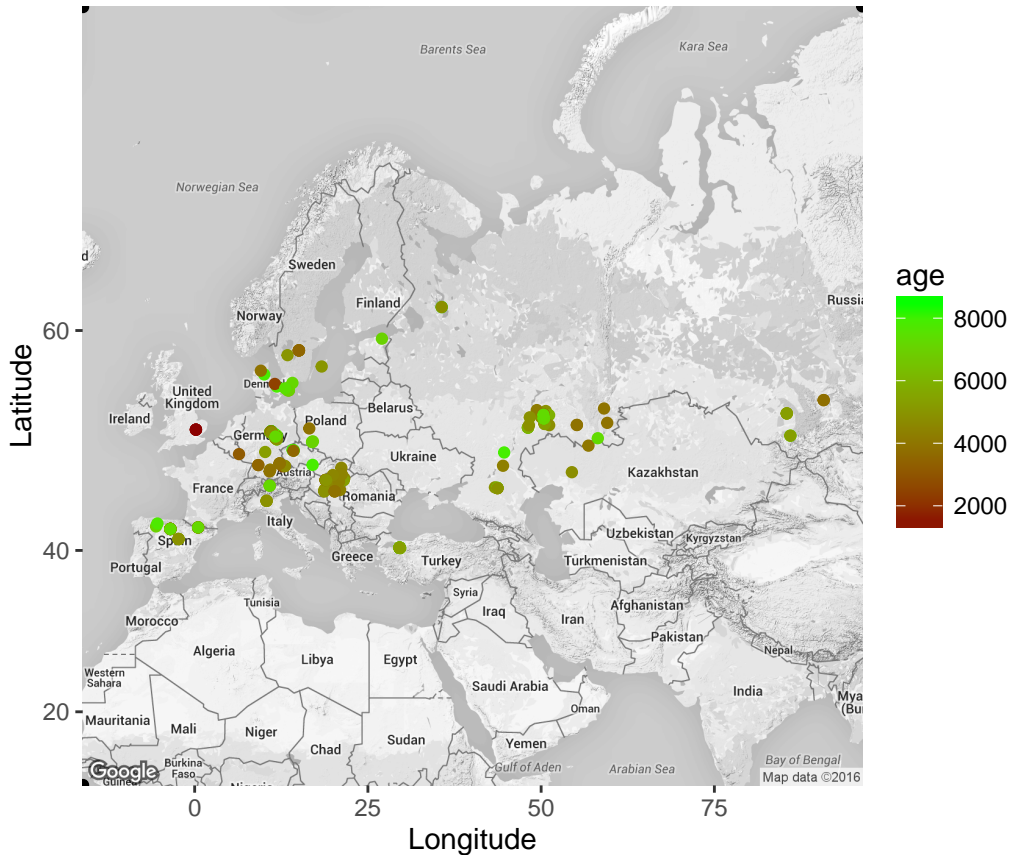 Barents Sea
Kara Sea
Norwegian Sea
d
Sweden
Finland
Norway
Russia
60
Denm
United
Kingdom
Ireland
Belarus
Poland
Germany
Ukraine
Kazakhstan
Austria
France
Romania
Italy
Uzbekistan
Kyrgyzstan
40
Spain
Greece
Turkey
Turkmenistan
Portugal
Syria
Afghanistan
Tunisia
Iraq
Iran
Morocco
Pakistan
Algeria
Libya
Egypt
Nepal
Western
Sahara
Saudi Arabia
India
Mya
(Bu
Oman
20
Mauritania
Mali
Niger
Sudan
Chad
Yemen
Burkina
Faso
Gulf of Aden
Arabian Sea
Bay of Bengal
Google
Map data ©2016
0
25
50
75
Longitude
Latitude
age
8000
6000
4000
2000